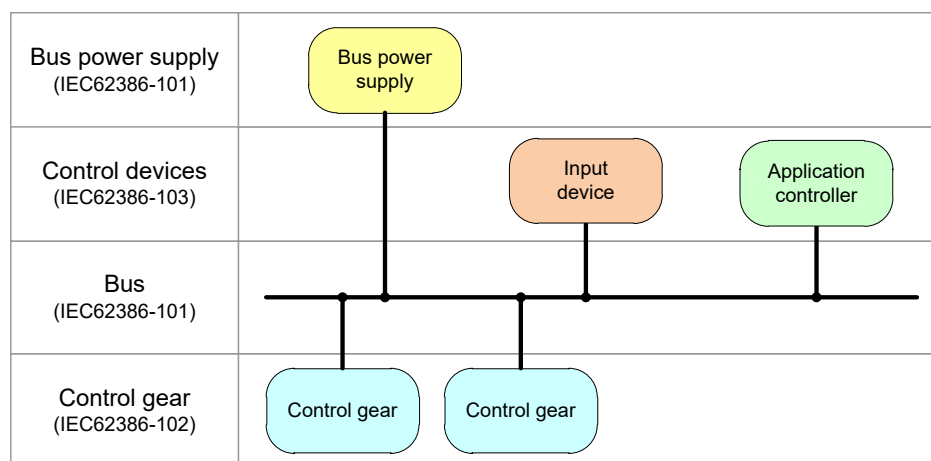 Bus power supply
(IEC62386-101)
Bus power
supply
Control devices
(IEC62386-103)
Input
device
Application
controller
Bus
(IEC62386-101)
Control gear
(IEC62386-102)
Control gear
Control gear